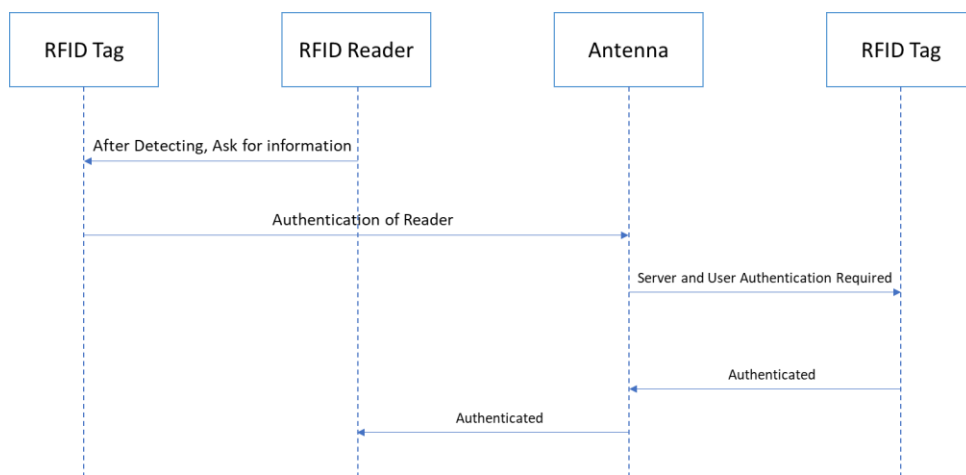 RFID Tag
RFID Reader
Antenna
RFID Tag
After Detecting, Ask for information
Authentication of Reader
Server and User Authentication Required
Authenticated
Authenticated